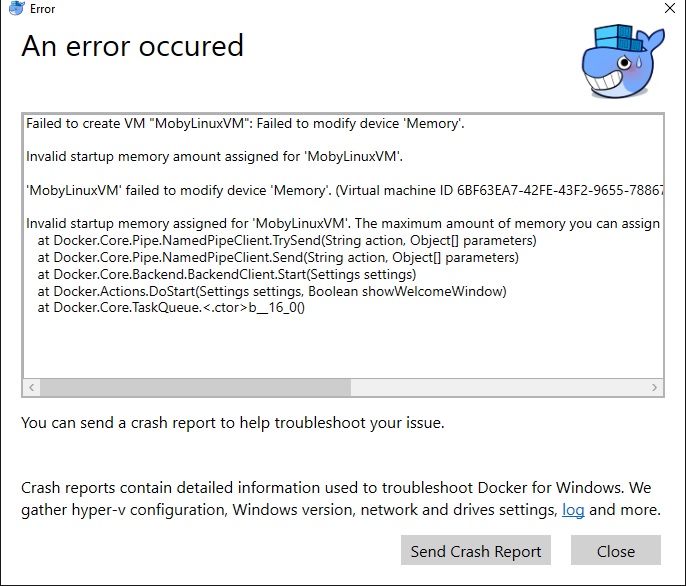 Error
An error occured
Failed to create VM "MobyLinuxVM": Failed to modify device 'Memory'.
Invalid startup memory amount assigned for 'MobyLinuxVM'.
'MobyLinuxVM' failed to modify device 'Memory'. (Virtual machine ID 6BF63EA7-42FE-43F2-9655-78867
Invalid startup memory assigned for 'MobyLinuxVM'. The maximum amount of memory you can assign
at Docker.Core.Pipe.NamedPipeClient.TrySend(String action, Object[] parameters)
at Docker.Core.Pipe.NamedPipeClient.Send(String action, Object[] parameters)
at Docker.Core.Backend.BackendClient.Start(Settings settings)
at Docker.Actions.DoStart(Settings settings, Boolean showWelcomeWindow)
at Docker.Core.TaskQueue.<.ctor>b__16_0()
You can send a crash report to help troubleshoot your issue.
Crash reports contain detailed information used to troubleshoot Docker for Windows. We
gather hyper-v configuration, Windows version, network and drives settings, log and more.
Send Crash Report
Close